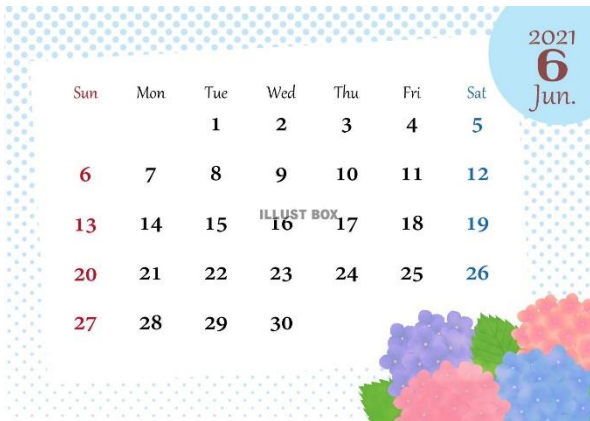 2021
6
Jun.
Sun Mon Tue Wed Thu Fri Sat
1 2 3 4 5
6 7 8 9 10 11 12
13 14 15 16 17 18 19
ILLUST BOX
20 21 22 23 24 25 26
27 28 29 30